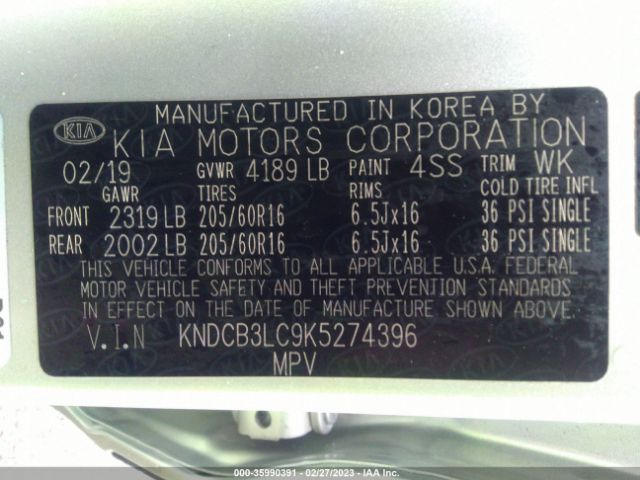 MANUFACTURED IN KOREA BY
KIA KIA MOTORS CORPORATION
02/19 GVWR 4189 LB PAINT 4SS TRIM WK
GAWR TIRES RIMS COLD TIRE INFL
FRONT 2319 LB 205/60R16 6.5Jx16 36 PSI SINGLE
REAR 2002 LB 205/60R16 6.5Jx16 36 PSI SINGLE
THIS VEHICLE CONFORMS TO ALL APPLICABLE U.S.A. FEDERAL
MOTOR VEHICLE SAFETY AND THEFT PREVENTION STANDARDS
IN EFFECT ON THE DATE OF MANUFACTURE SHOWN ABOVE.
V.I.N KNDCB3LC9K5274396
MPV
000-35990391 - 02/27/2023 - IAA Inc.